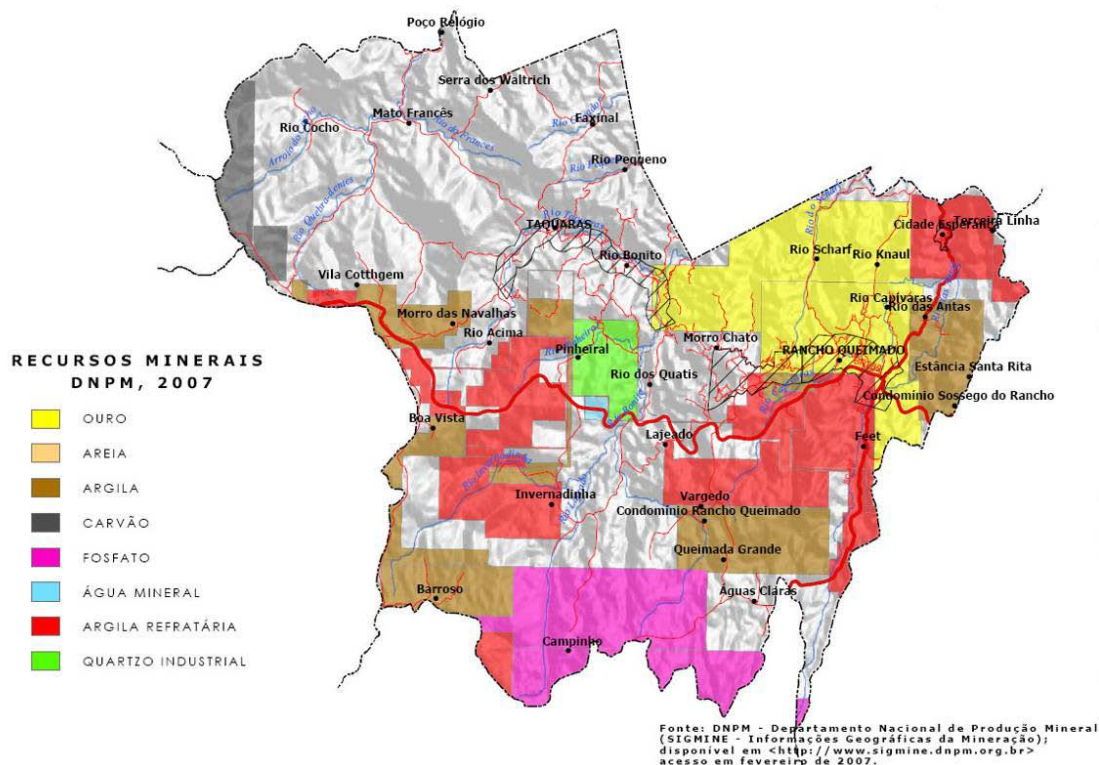 Poço Relógio
Serra dos Waltrich
Mato Francês
Rio Cocho
Faxinal
Rio Pequeno
TAQUARAS
Rio Bonito
Cidade Esperança
Terceira Linha
Rio Scharf
Rio Knaul
Vila Cotthgem
Rio Capivaras
Rio das Antas
Morro das Navalhas
Rio Acima
Morro Chato
RANCHO QUEIMADO
Pinheiral
Rio dos Quatis
Estância Santa Rita
Condomínio Sossego do Rancho
Boa Vista
Lajeado
Feet
Invernadinha
Vargedo
Condomínio Rancho Queimado
Queimada Grande
Barroso
Águas Claras
Campinho
RECURSOS MINERAIS
DNPM, 2007
OURO
AREIA
ARGILA
CARVÃO
FOSFATO
ÁGUA MINERAL
ARGILA REFRATÁRIA
QUARTZO INDUSTRIAL
Fonte: DNPM - Departamento Nacional de Produção Mineral
(SIGMINE - Informações Geográficas da Mineração);
disponível em <http://www.sigmine.dnpm.org.br>
acesso em fevereiro de 2007.